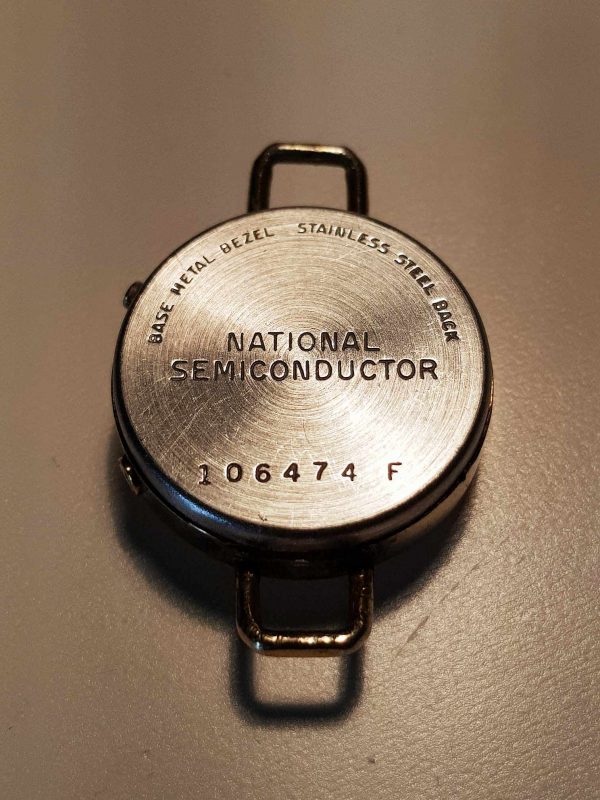 BASE METAL BEZEL STAINLESS STEEL BACK
NATIONAL
SEMICONDUCTOR
106474 F